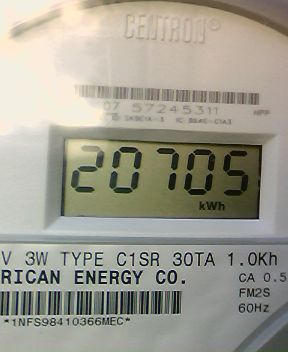 CENTRON®
07 57245311
20705
kWh
V 3W TYPE C1SR 30TA 1.0Kh
RICAN ENERGY CO.
CA 0.5
FM2S
*1NFS98410366MEC*
60Hz